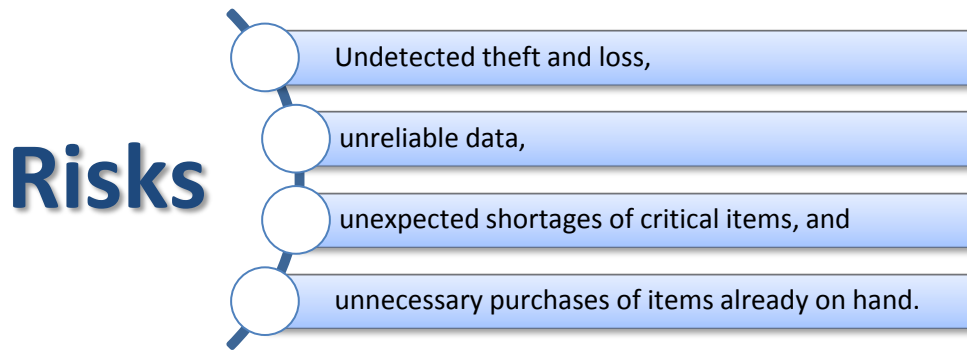 Risks
Undetected theft and loss,
unreliable data,
unexpected shortages of critical items, and
unnecessary purchases of items already on hand.